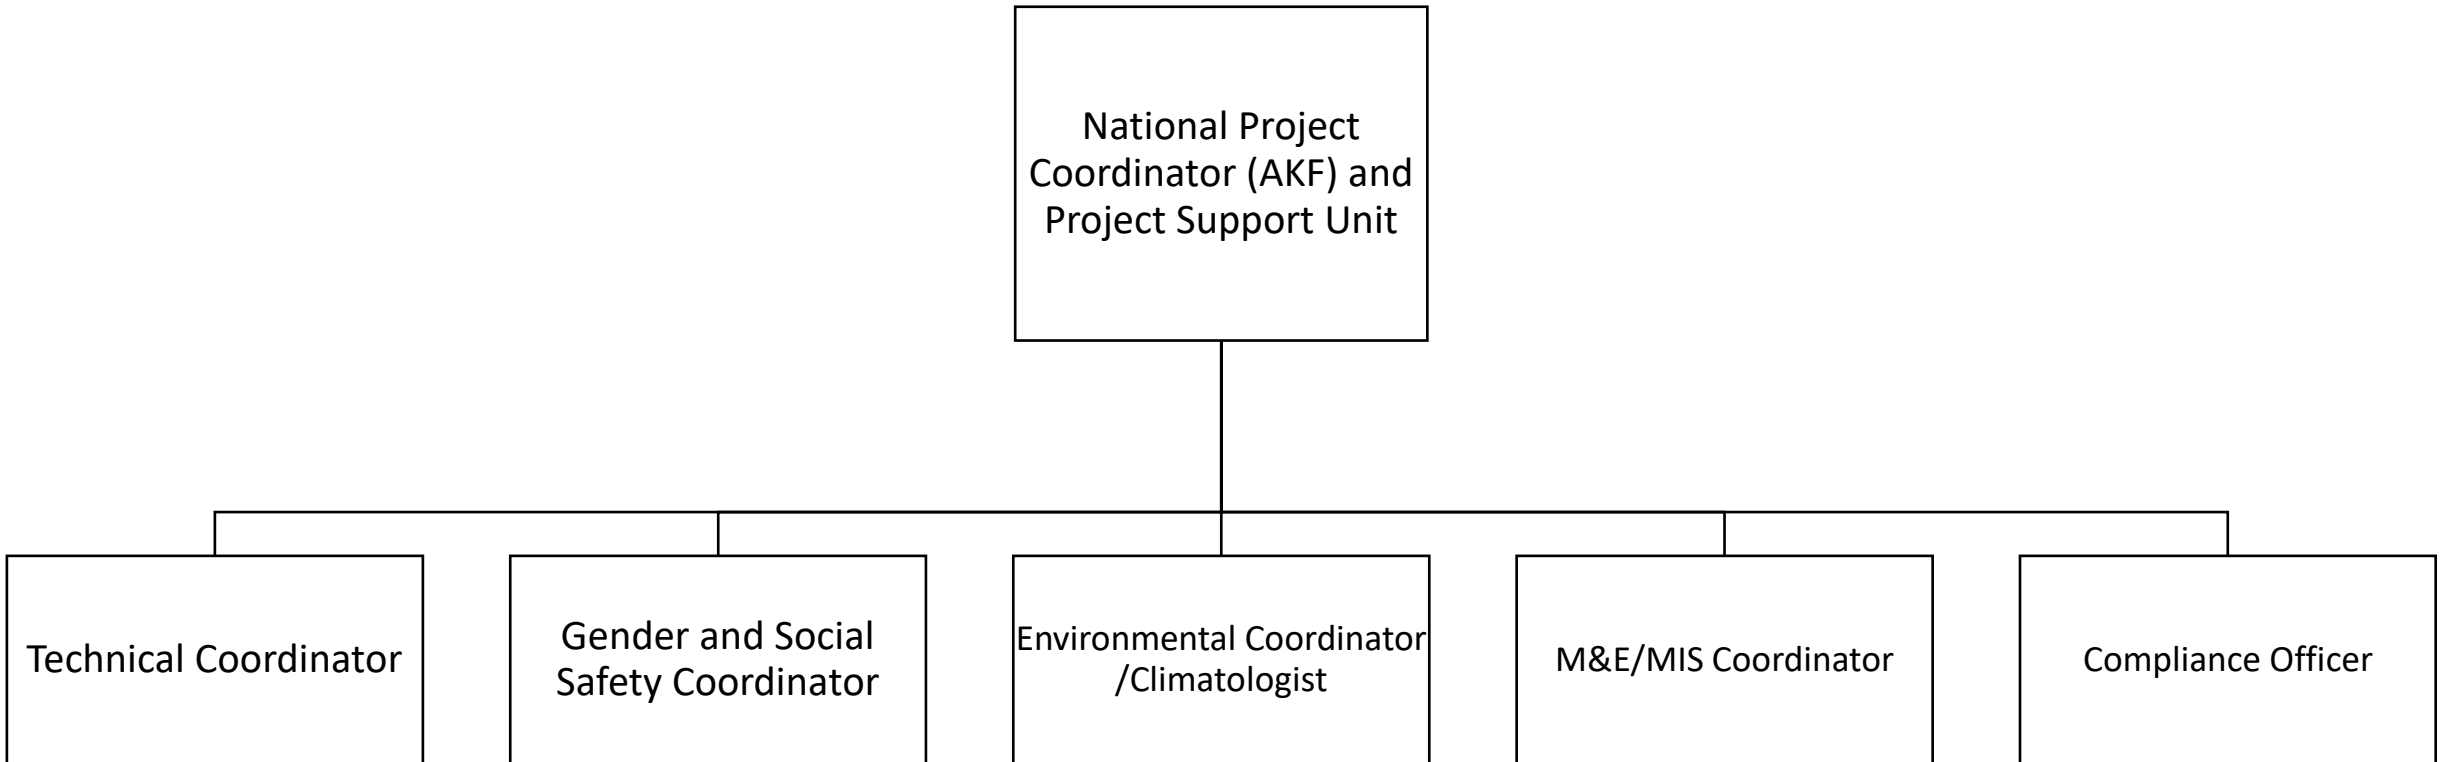 National Project
Coordinator (AKF) and
Project Support Unit
Technical Coordinator
Gender and Social
Safety Coordinator
Environmental Coordinator
/Climatologist
M&E/MIS Coordinator
Compliance Officer